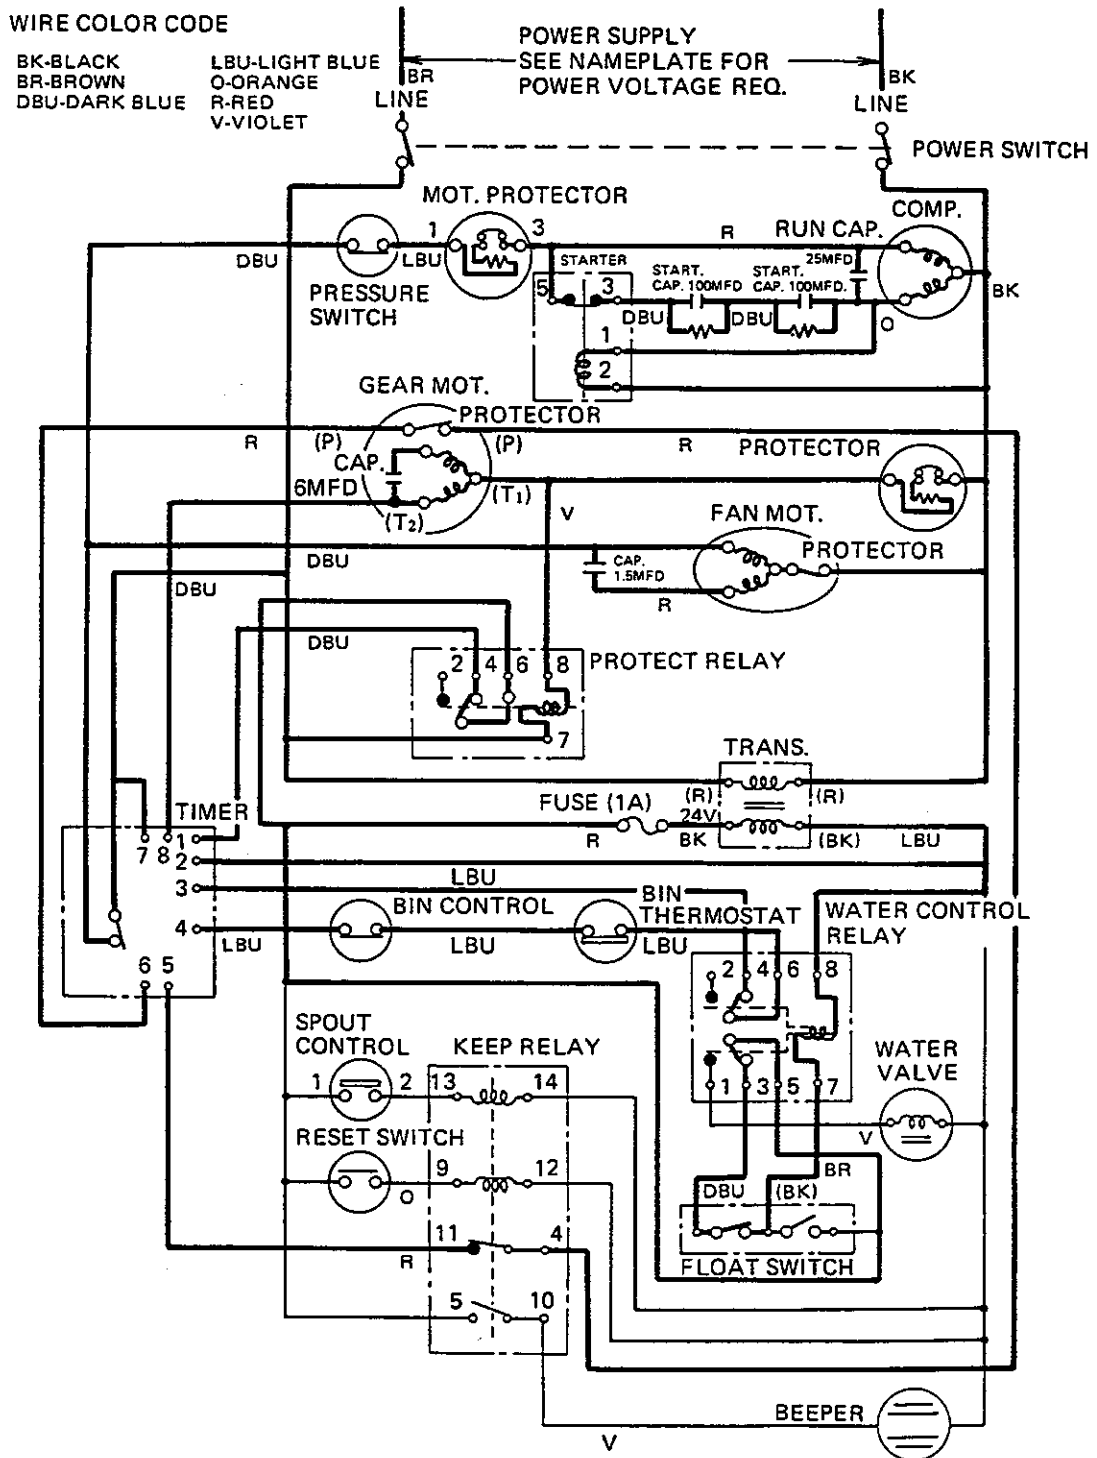 WIRE COLOR CODE
BK-BLACK
BR-BROWN
DBU-DARK BLUE
LBU-LIGHT BLUE
O-ORANGE
R-RED
V-VIOLET
POWER SUPPLY
SEE NAMEPLATE FOR
POWER VOLTAGE REQ.
BR
LINE
BK
LINE
POWER SWITCH
MOT. PROTECTOR
COMP.
1
3
R
RUN CAP.
DBU
LBU
STARTER
25MFD
START.
CAP. 100MFD
START.
CAP. 100MFD.
PRESSURE
SWITCH
5
3
DBU
DBU
O
BK
1
2
GEAR MOT.
PROTECTOR
R
(P)
(P)
R
PROTECTOR
CAP.
6MFD
(T1)
(T2)
V
FAN MOT.
PROTECTOR
DBU
CAP.
1.5MFD
DBU
R
DBU
2
4
6
8
PROTECT RELAY
7
TRANS.
(R)
(R)
TIMER
FUSE (1A)
24V
R
BK
(BK)
LBU
7
8
1
2
3
4
6
5
LBU
BIN
THERMOSTAT
BIN CONTROL
LBU
LBU
LBU
WATER CONTROL
RELAY
2
4
6
8
1
3
5
7
SPOUT
CONTROL
KEEP RELAY
WATER
VALVE
1
2
13
14
V
RESET SWITCH
9
12
O
BR
DBU
(BK)
11
4
R
FLOAT SWITCH
5
10
BEEPER
V